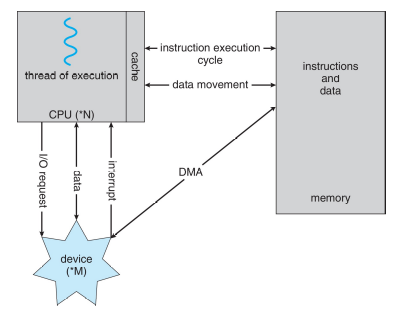 thread of execution
cache
CPU (*N)
instruction execution
cycle
data movement
instructions
and
data
memory
I/O request
data
interrupt
DMA
device
(*M)